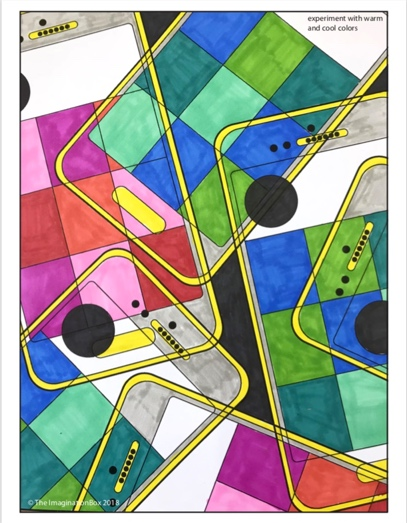 experiment with warm
and cool colors
© The ImaginationBox 2018